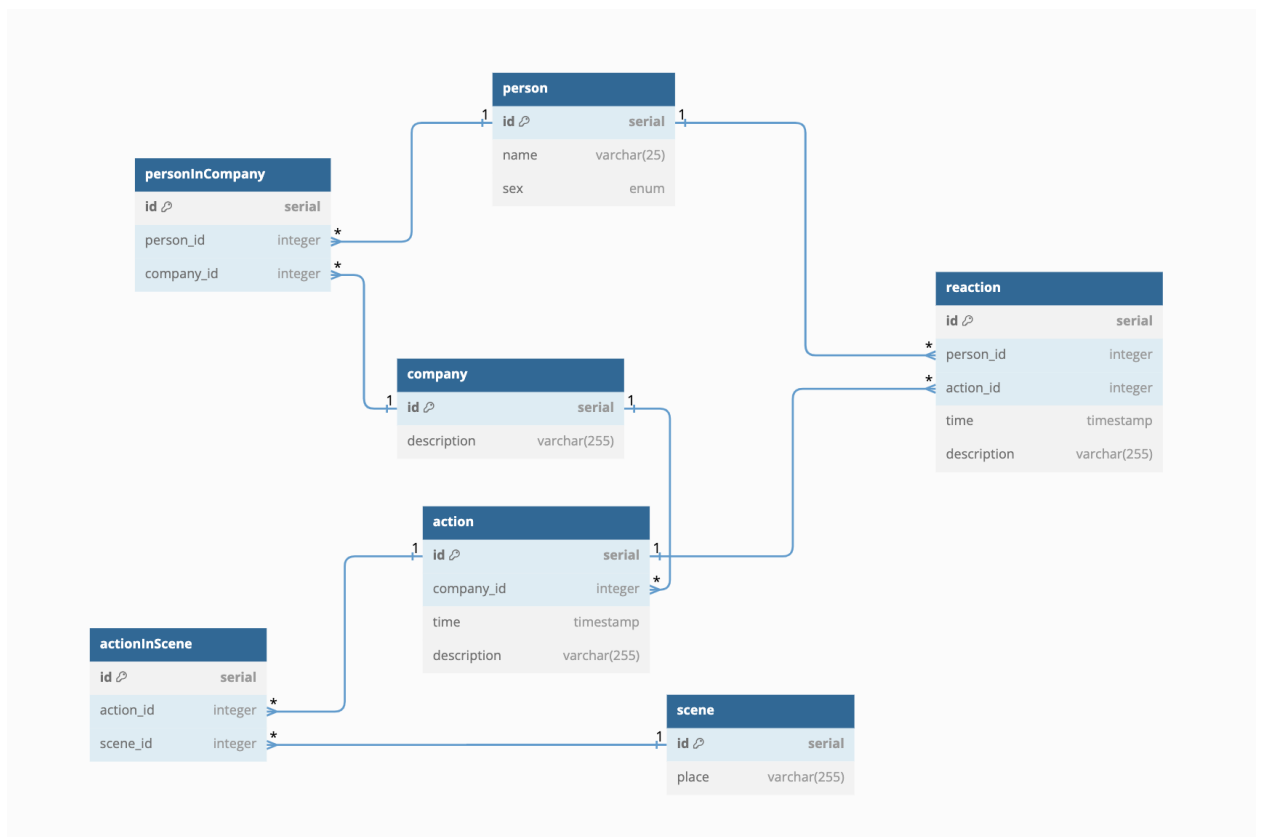 person
1
id serial
1
name varchar(25)
sex enum
personInCompany
id serial
person_id integer
*
company_id integer
*
reaction
id serial
*
person_id integer
*
action_id integer
time timestamp
description varchar(255)
company
1
id serial
1
description varchar(255)
action
1
id serial
1
company_id integer
*
time timestamp
description varchar(255)
actionInScene
id serial
action_id integer
*
scene_id integer
*
scene
1
id serial
place varchar(255)